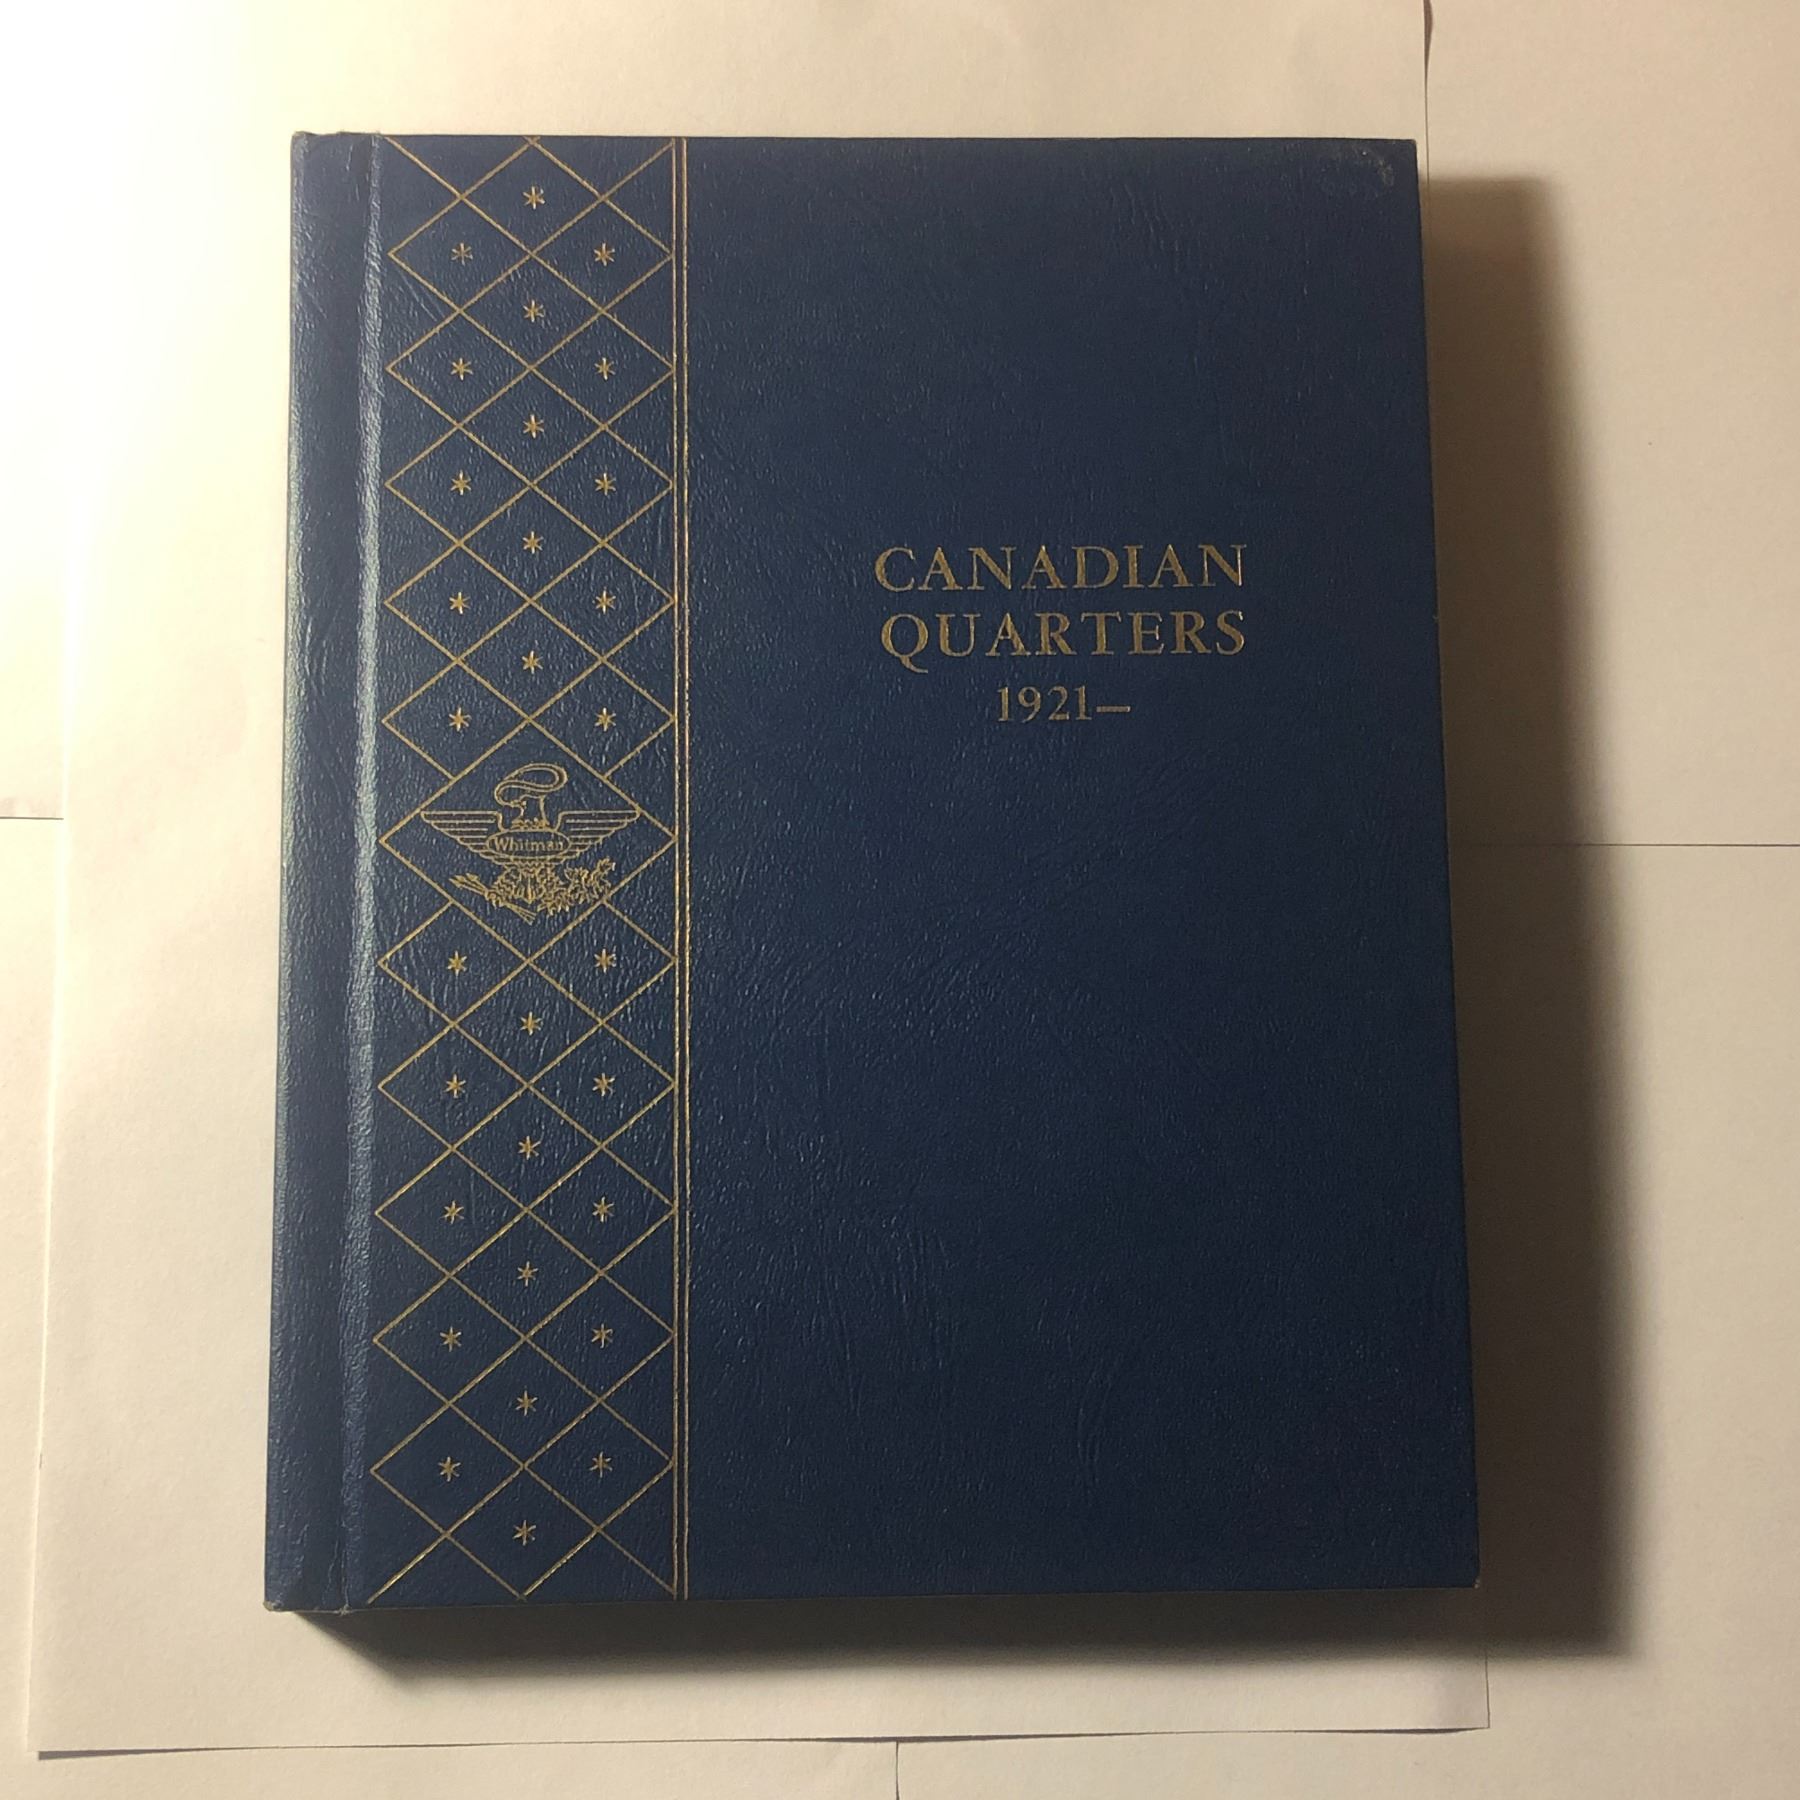 CANADIAN
QUARTERS
1921—
Whitman